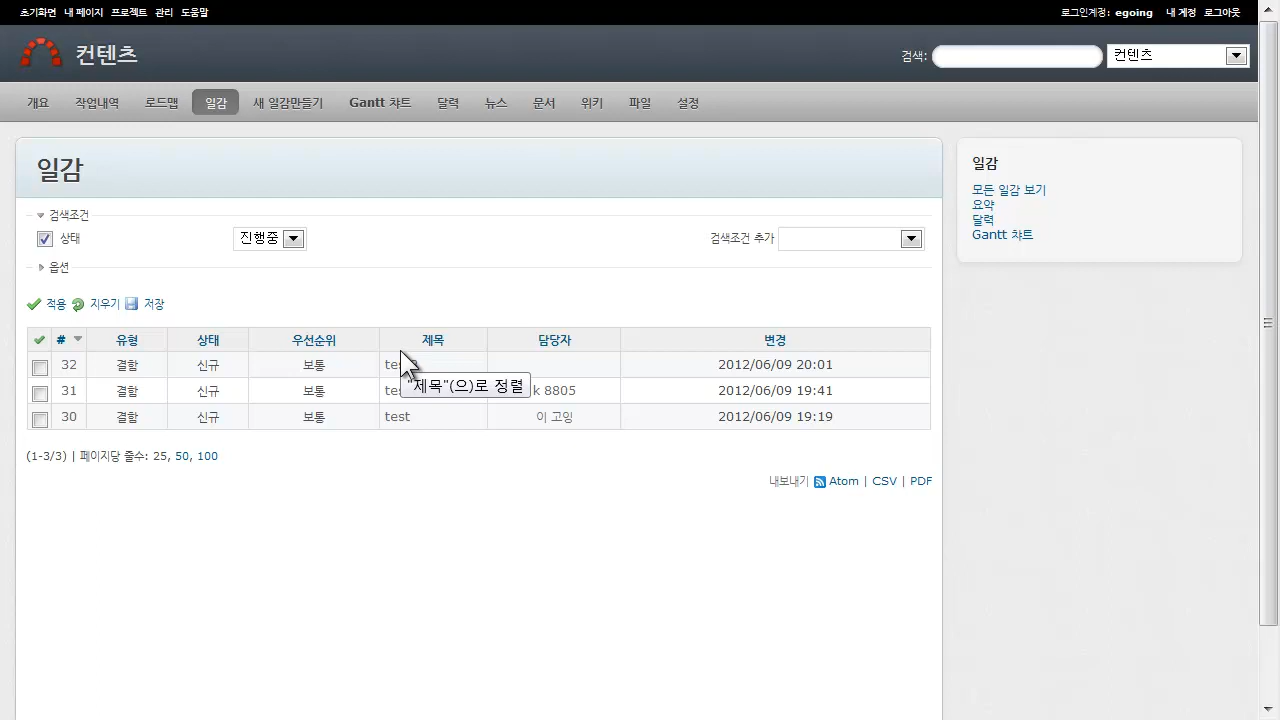 초기화면 내 페이지 프로젝트 관리 도움말
로그인계정: egoing 내 계정 로그아웃
컨텐츠
검색:
컨텐츠
개요 작업내역 로드맵 일감 새 일감만들기 Gantt 챠트 달력 뉴스 문서 위키 파일 설정
일감
검색조건
상태 진행중 검색조건 추가
옵션
적용 지우기 저장
# 유형 상태 우선순위 제목 담당자 변경
32 결함 신규 보통 2012/06/09 20:01
"제목"(으)로 정렬
31 결함 신규 보통 k 8805 2012/06/09 19:41
30 결함 신규 보통 test 이 고잉 2012/06/09 19:19
(1-3/3) | 페이지당 줄수: 25, 50, 100
내보내기 Atom | CSV | PDF
일감
모든 일감 보기
요약
달력
Gantt 챠트